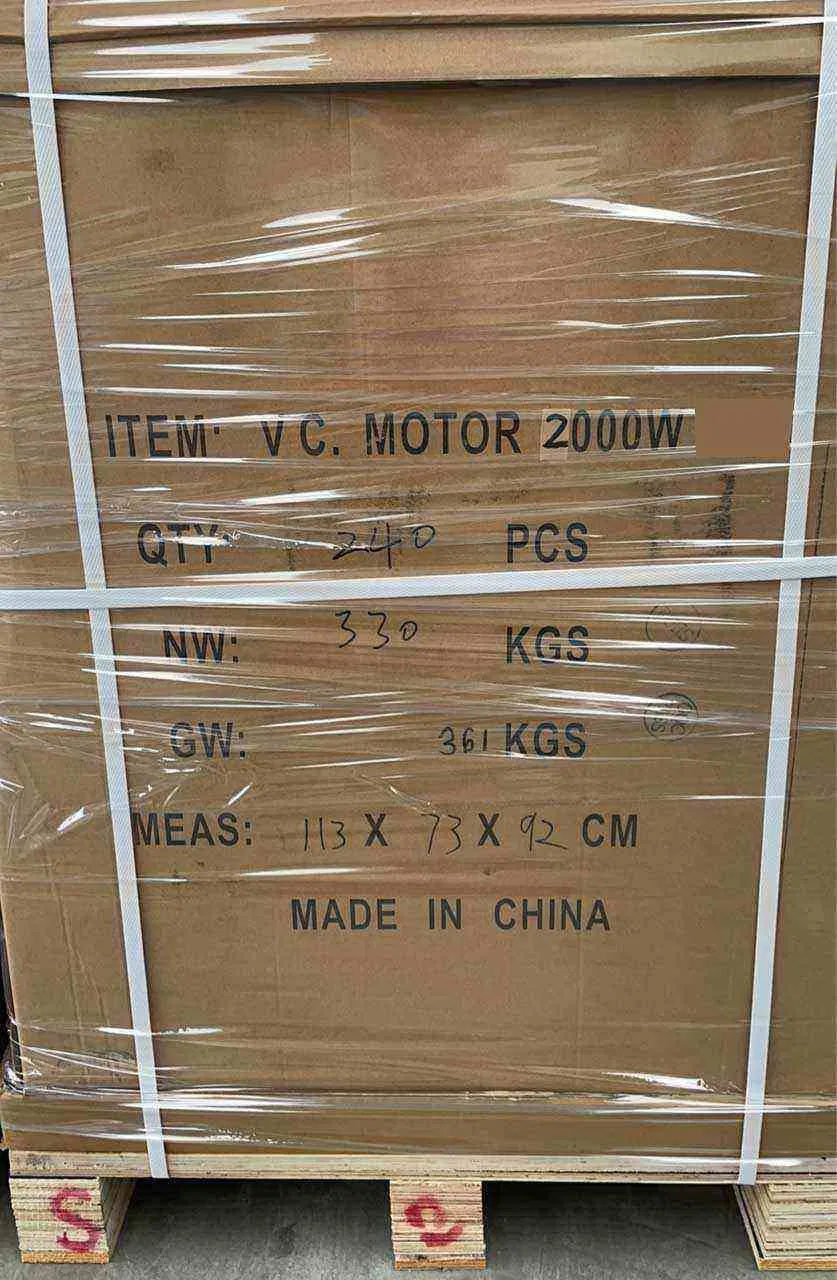 ITEM: V C. MOTOR 2000W
QTY: 240 PCS
NW: 330 KGS
GW: 361 KGS
MEAS: 113 X 73 X 92 CM
MADE IN CHINA